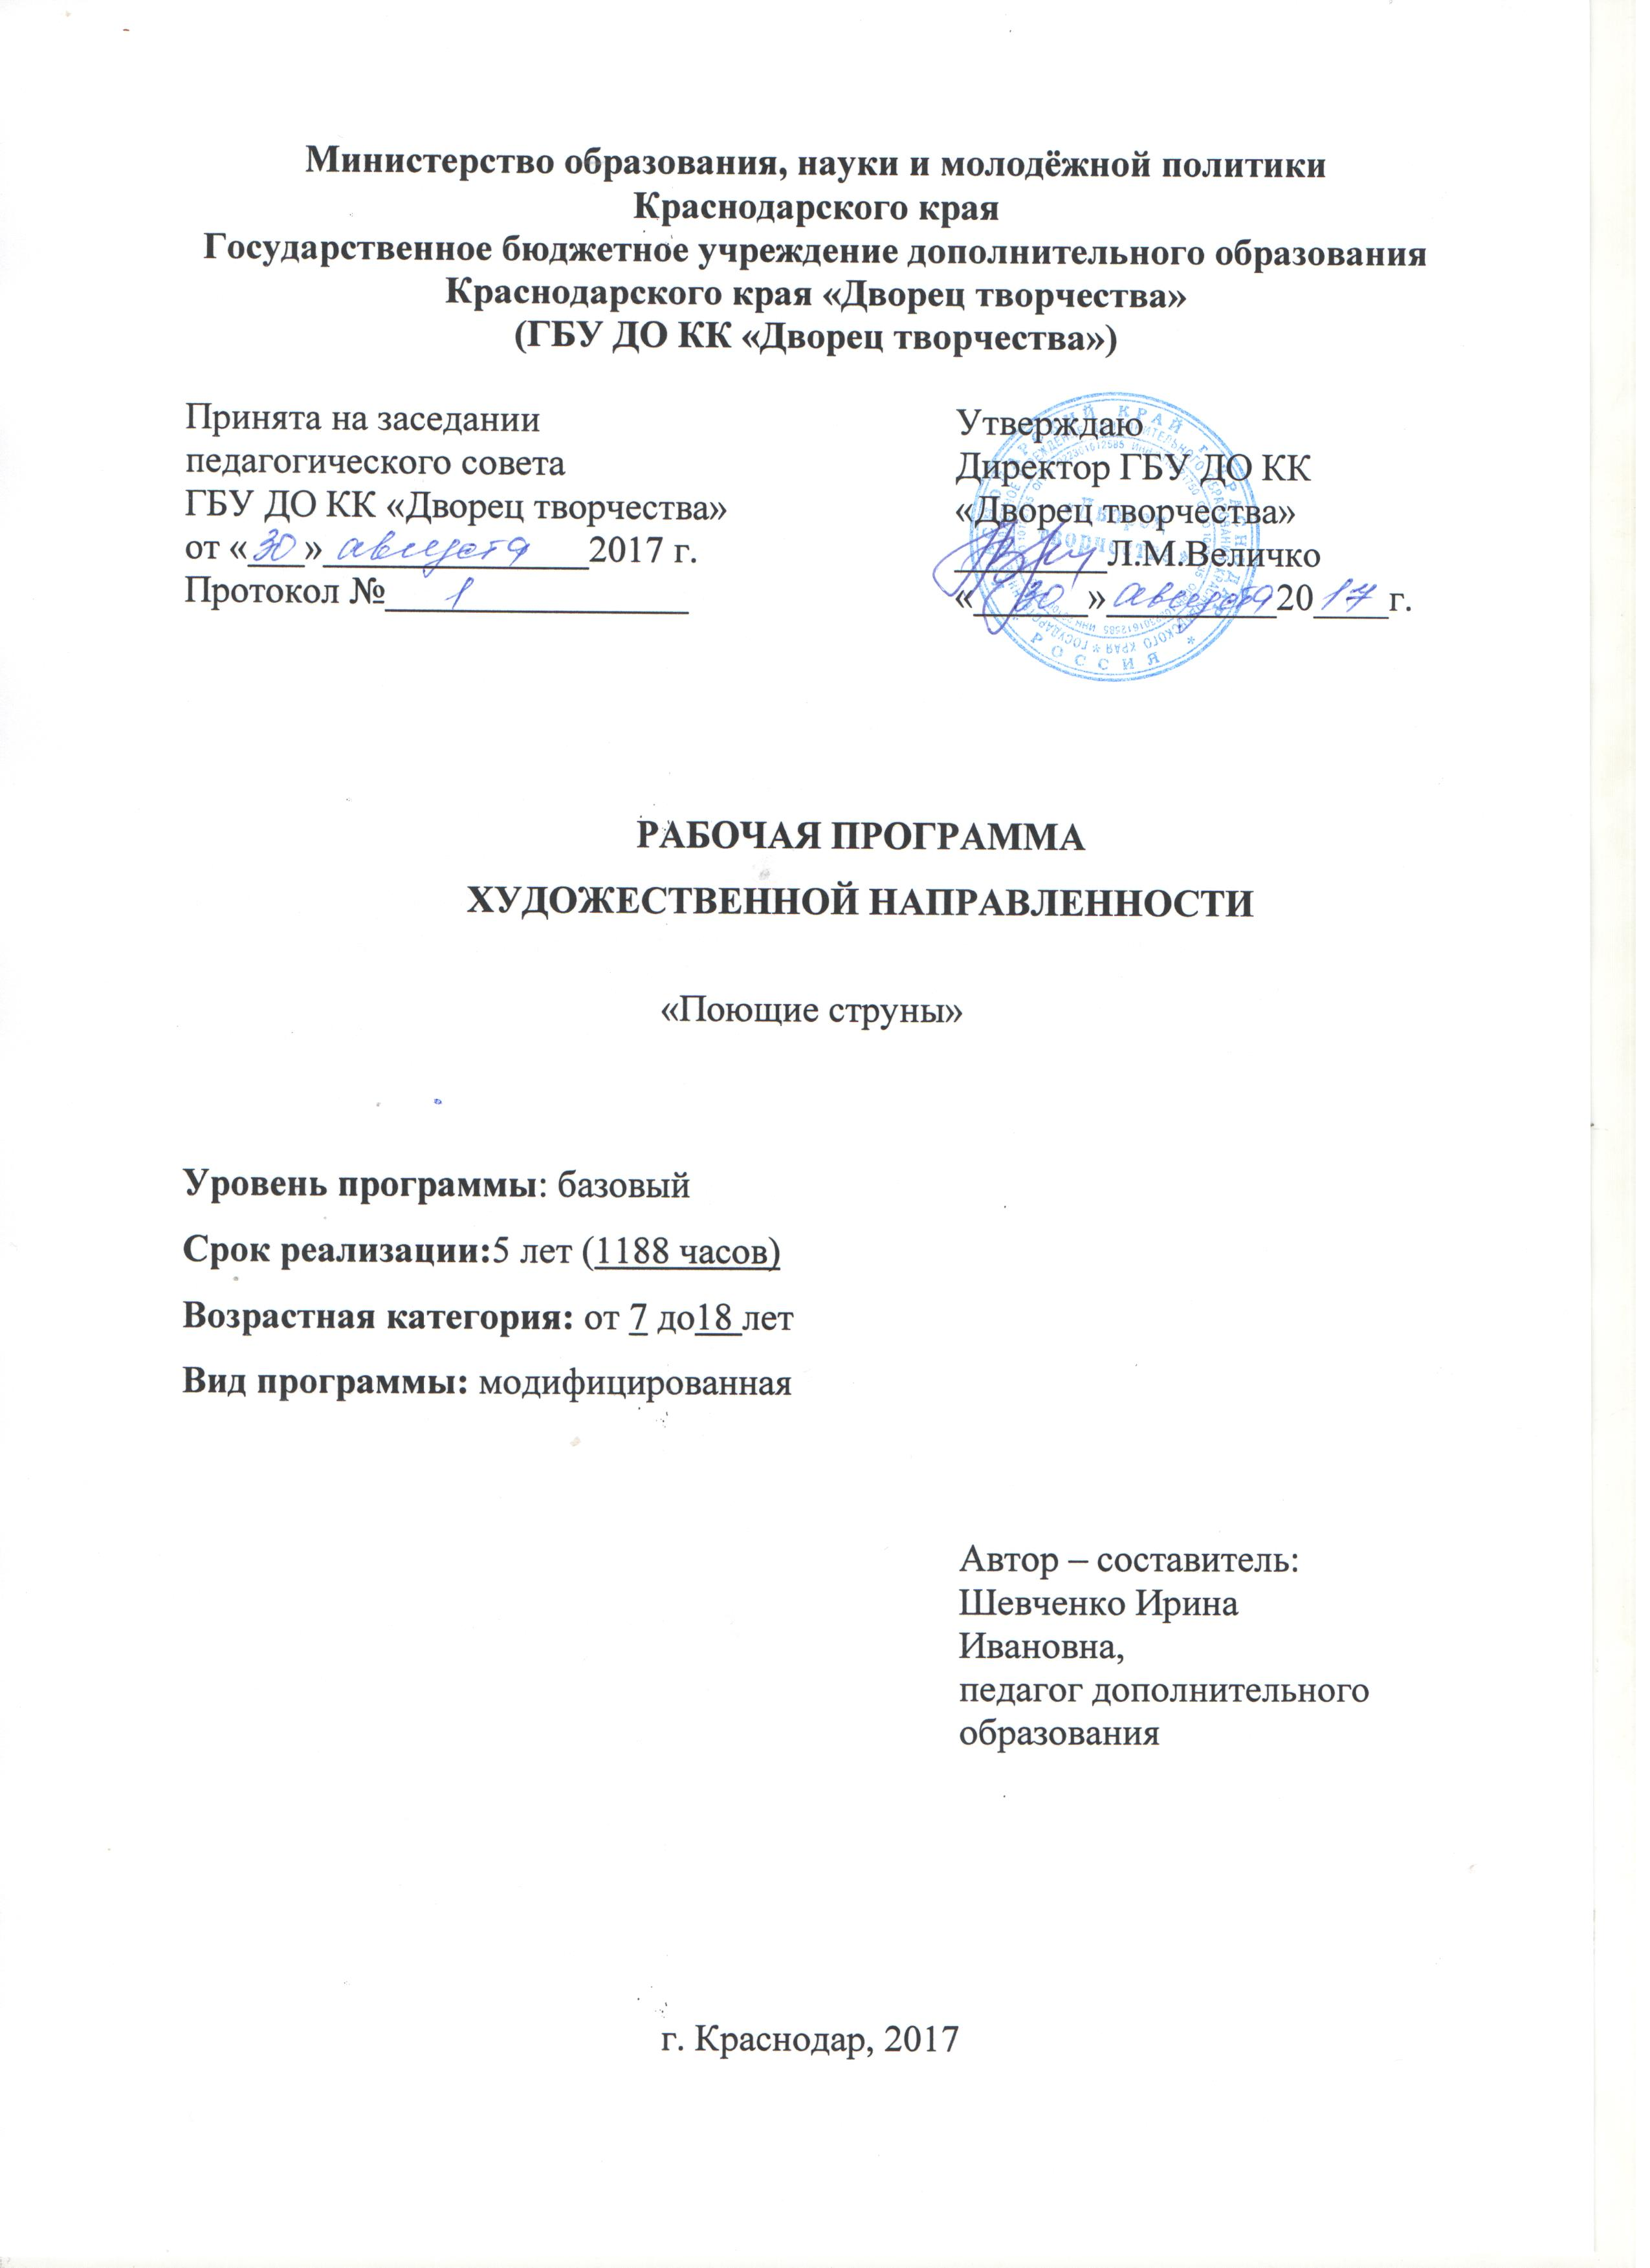 Министерство образования, науки и молодёжной политики
Краснодарского края
Государственное бюджетное учреждение дополнительного образования
Краснодарского края «Дворец творчества»
(ГБУ ДО КК «Дворец творчества»)
Принята на заседании
педагогического совета
ГБУ ДО КК «Дворец творчества»
от «30» августа 2017 г.
Протокол № 1
Утверждаю
Директор ГБУ ДО КК
«Дворец творчества»
Л.М.Величко
«30» августа 2017 г.
РОССИЯ
РАБОЧАЯ ПРОГРАММА
ХУДОЖЕСТВЕННОЙ НАПРАВЛЕННОСТИ
«Поющие струны»
Уровень программы: базовый
Срок реализации:5 лет (1188 часов)
Возрастная категория: от 7 до18 лет
Вид программы: модифицированная
Автор – составитель:
Шевченко Ирина
Ивановна,
педагог дополнительного
образования
г. Краснодар, 2017